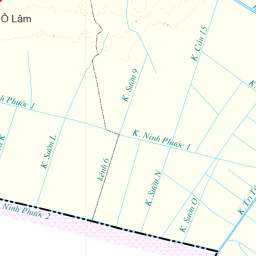 Ô Lâm
K. Cầu 15
K. Sườn 9
Ninh Phước 1
K. Ninh Phước 1
K. Sườn L
kênh 6
K. Sườn N
K. Sườn O
Ninh Phước 2